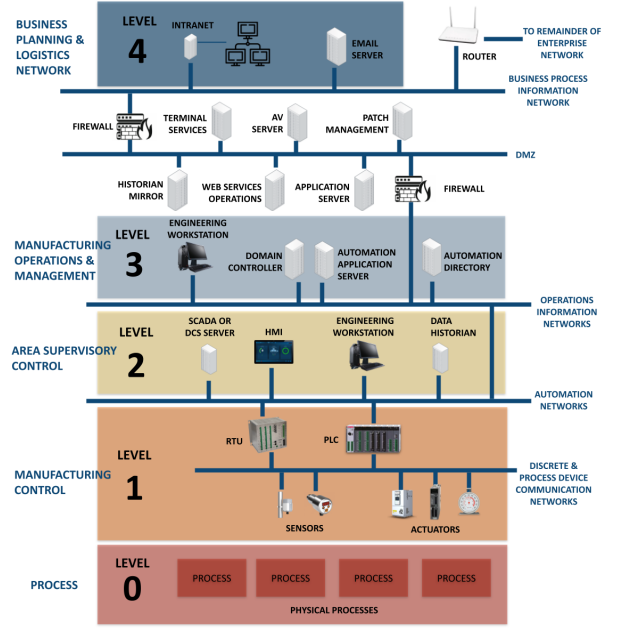 BUSINESS
PLANNING &
LOGISTICS
NETWORK
LEVEL
4
INTRANET
EMAIL
SERVER
ROUTER
TO REMAINDER OF
ENTERPRISE
NETWORK
BUSINESS PROCESS
INFORMATION
NETWORK
FIREWALL
TERMINAL
SERVICES
AV
SERVER
PATCH
MANAGEMENT
DMZ
HISTORIAN
MIRROR
WEB SERVICES
OPERATIONS
APPLICATION
SERVER
FIREWALL
MANUFACTURING
OPERATIONS &
MANAGEMENT
LEVEL
3
ENGINEERING
WORKSTATION
DOMAIN
CONTROLLER
AUTOMATION
APPLICATION
SERVER
AUTOMATION
DIRECTORY
OPERATIONS
INFORMATION
NETWORKS
AREA SUPERVISORY
CONTROL
LEVEL
2
SCADA OR
DCS SERVER
HMI
ENGINEERING
WORKSTATION
DATA
HISTORIAN
AUTOMATION
NETWORKS
MANUFACTURING
CONTROL
LEVEL
1
RTU
PLC
DISCRETE &
PROCESS DEVICE
COMMUNICATION
NETWORKS
SENSORS
ACTUATORS
PROCESS
LEVEL
0
PROCESS
PROCESS
PROCESS
PROCESS
PHYSICAL PROCESSES